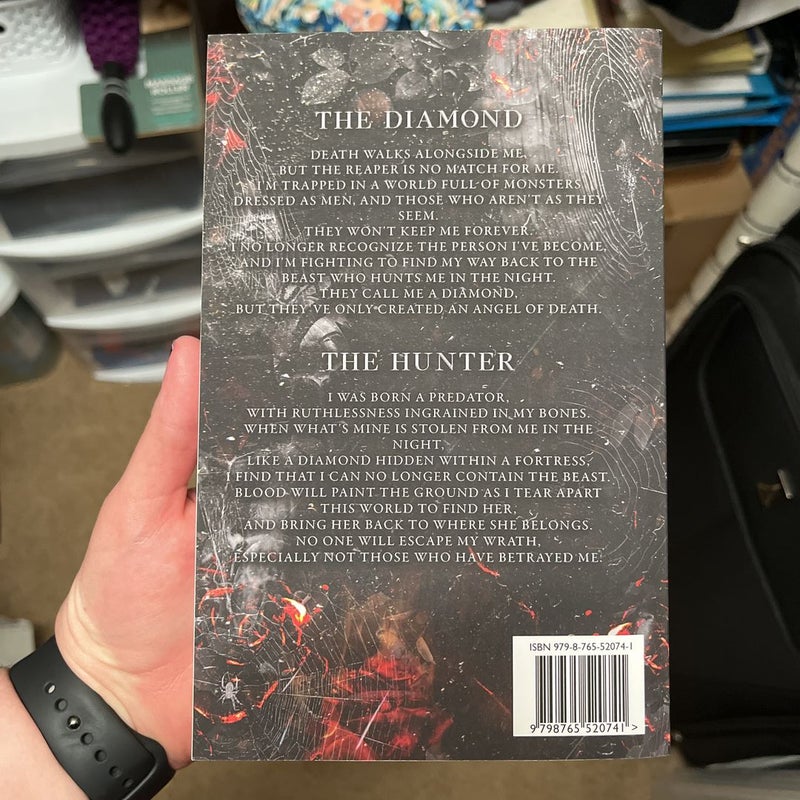 THE DIAMOND
DEATH WALKS ALONGSIDE ME,
BUT THE REAPER IS NO MATCH FOR ME.
I'M TRAPPED IN A WORLD FULL OF MONSTERS
DRESSED AS MEN, AND THOSE WHO AREN'T AS THEY
SEEM.
THEY WON'T KEEP ME FOREVER.
I NO LONGER RECOGNIZE THE PERSON I'VE BECOME,
AND I'M FIGHTING TO FIND MY WAY BACK TO THE
BEAST WHO HUNTS ME IN THE NIGHT.
THEY CALL ME A DIAMOND,
BUT THEY'VE ONLY CREATED AN ANGEL OF DEATH.
THE HUNTER
I WAS BORN A PREDATOR,
WITH RUTHLESSNESS INGRAINED IN MY BONES.
WHEN WHAT'S MINE IS STOLEN FROM ME IN THE
NIGHT,
LIKE A DIAMOND HIDDEN WITHIN A FORTRESS,
I FIND THAT I CAN NO LONGER CONTAIN THE BEAST.
BLOOD WILL PAINT THE GROUND AS I TEAR APART
THIS WORLD TO FIND HER,
AND BRING HER BACK TO WHERE SHE BELONGS.
NO ONE WILL ESCAPE MY WRATH,
ESPECIALLY NOT THOSE WHO HAVE BETRAYED ME.
ISBN 979-8-765-52074-1
9 798765 520741 >